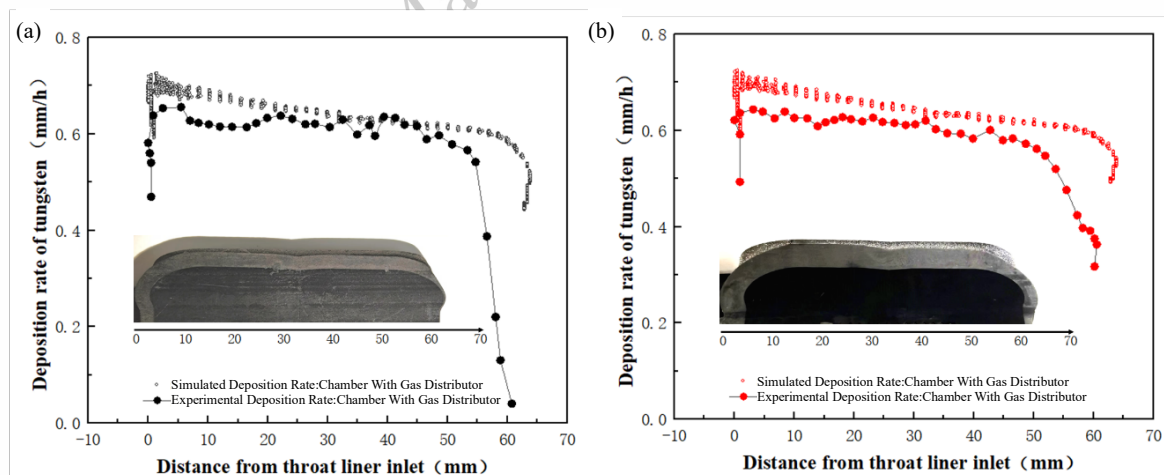 (a)
Deposition rate of tungsten (mm/h)
0.8
0.6
0.4
0.2
0.0
0 10 20 30 40 50 60 70
Simulated Deposition Rate:Chamber With Gas Distributor
Experimental Deposition Rate:Chamber With Gas Distributor
-10 0 10 20 30 40 50 60 70
Distance from throat liner inlet（mm）
(b)
Deposition rate of tungsten (mm/h)
0.8
0.6
0.4
0.2
0.0
0 10 20 30 40 50 60 70
Simulated Deposition Rate:Chamber With Gas Distributor
Experimental Deposition Rate:Chamber With Gas Distributor
-10 0 10 20 30 40 50 60 70
Distance from throat liner inlet（mm）